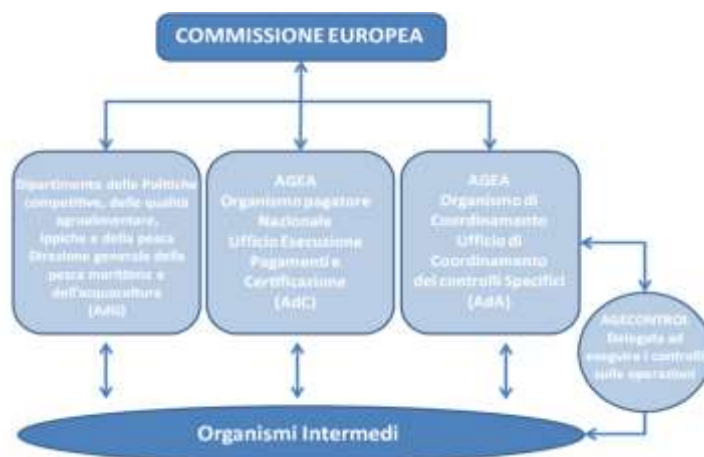 COMMISSIONE EUROPEA
Dipartimento delle Politiche
competitive, delle qualità
agroalimentare,
ippiche e della pesca
Direzione generale della
pesca marittima e
dell'acquacoltura
(AdG)
AGEA
Organismo pagatore
Nazionale
Ufficio Esecuzione
Pagamenti e
Certificazione
(AdC)
AGEA
Organismo di
Coordinamento
Ufficio di
Coordinamento
dei controlli Specifici
(AdA)
AGECONTROL
Delegata ad
eseguire i controlli
sulle operazioni
Organismi Intermedi